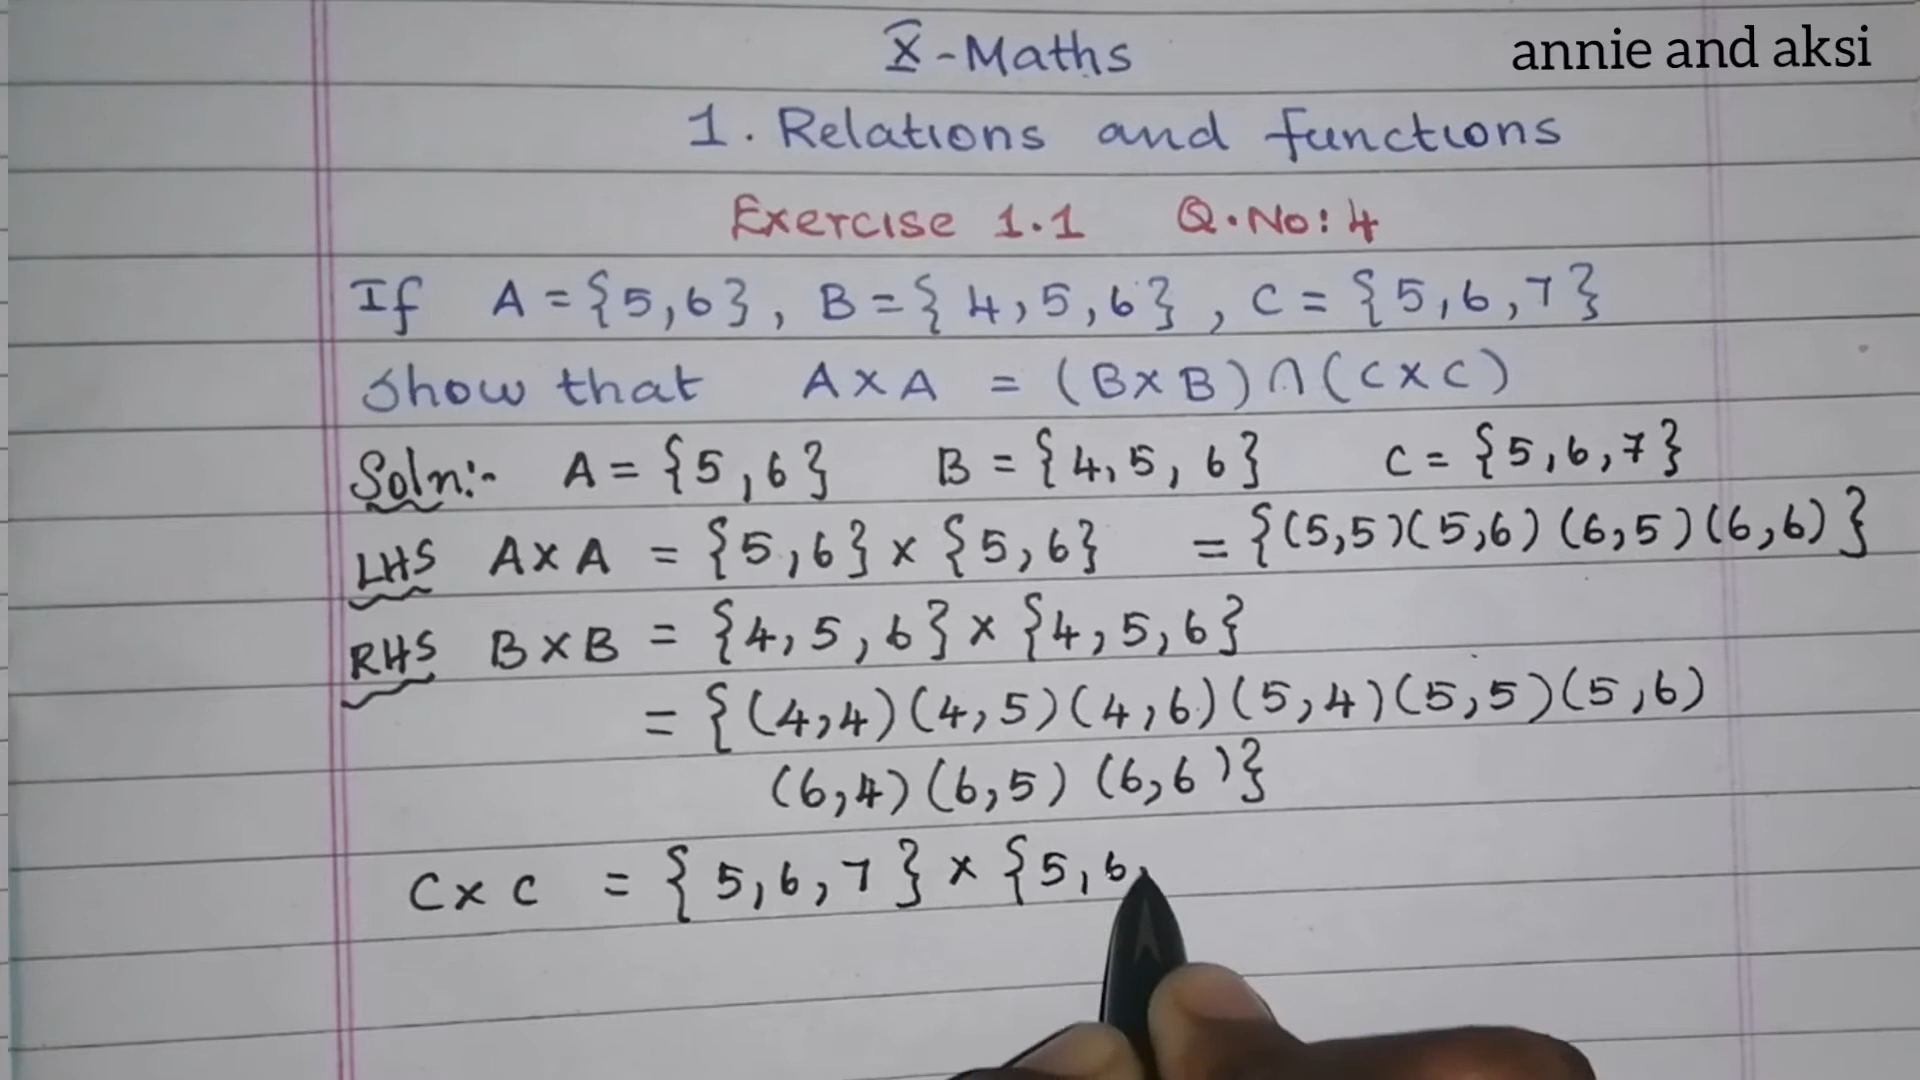 annie and aksi
X-Maths
1. Relations and functions
Exercise 1.1 Q.No: 4
If A = {5,6}, B = {4,5,6}, C = {5,6,7}
Show that A×A = (B×B)∩(C×C)
Soln:- A = {5,6} B = {4,5,6} C = {5,6,7}
LHS A×A = {5,6} × {5,6} = {(5,5)(5,6)(6,5)(6,6)}
RHS B×B = {4,5,6} × {4,5,6}
= {(4,4)(4,5)(4,6)(5,4)(5,5)(5,6)
(6,4)(6,5)(6,6)}
C×C = {5,6,7} × {5,6,